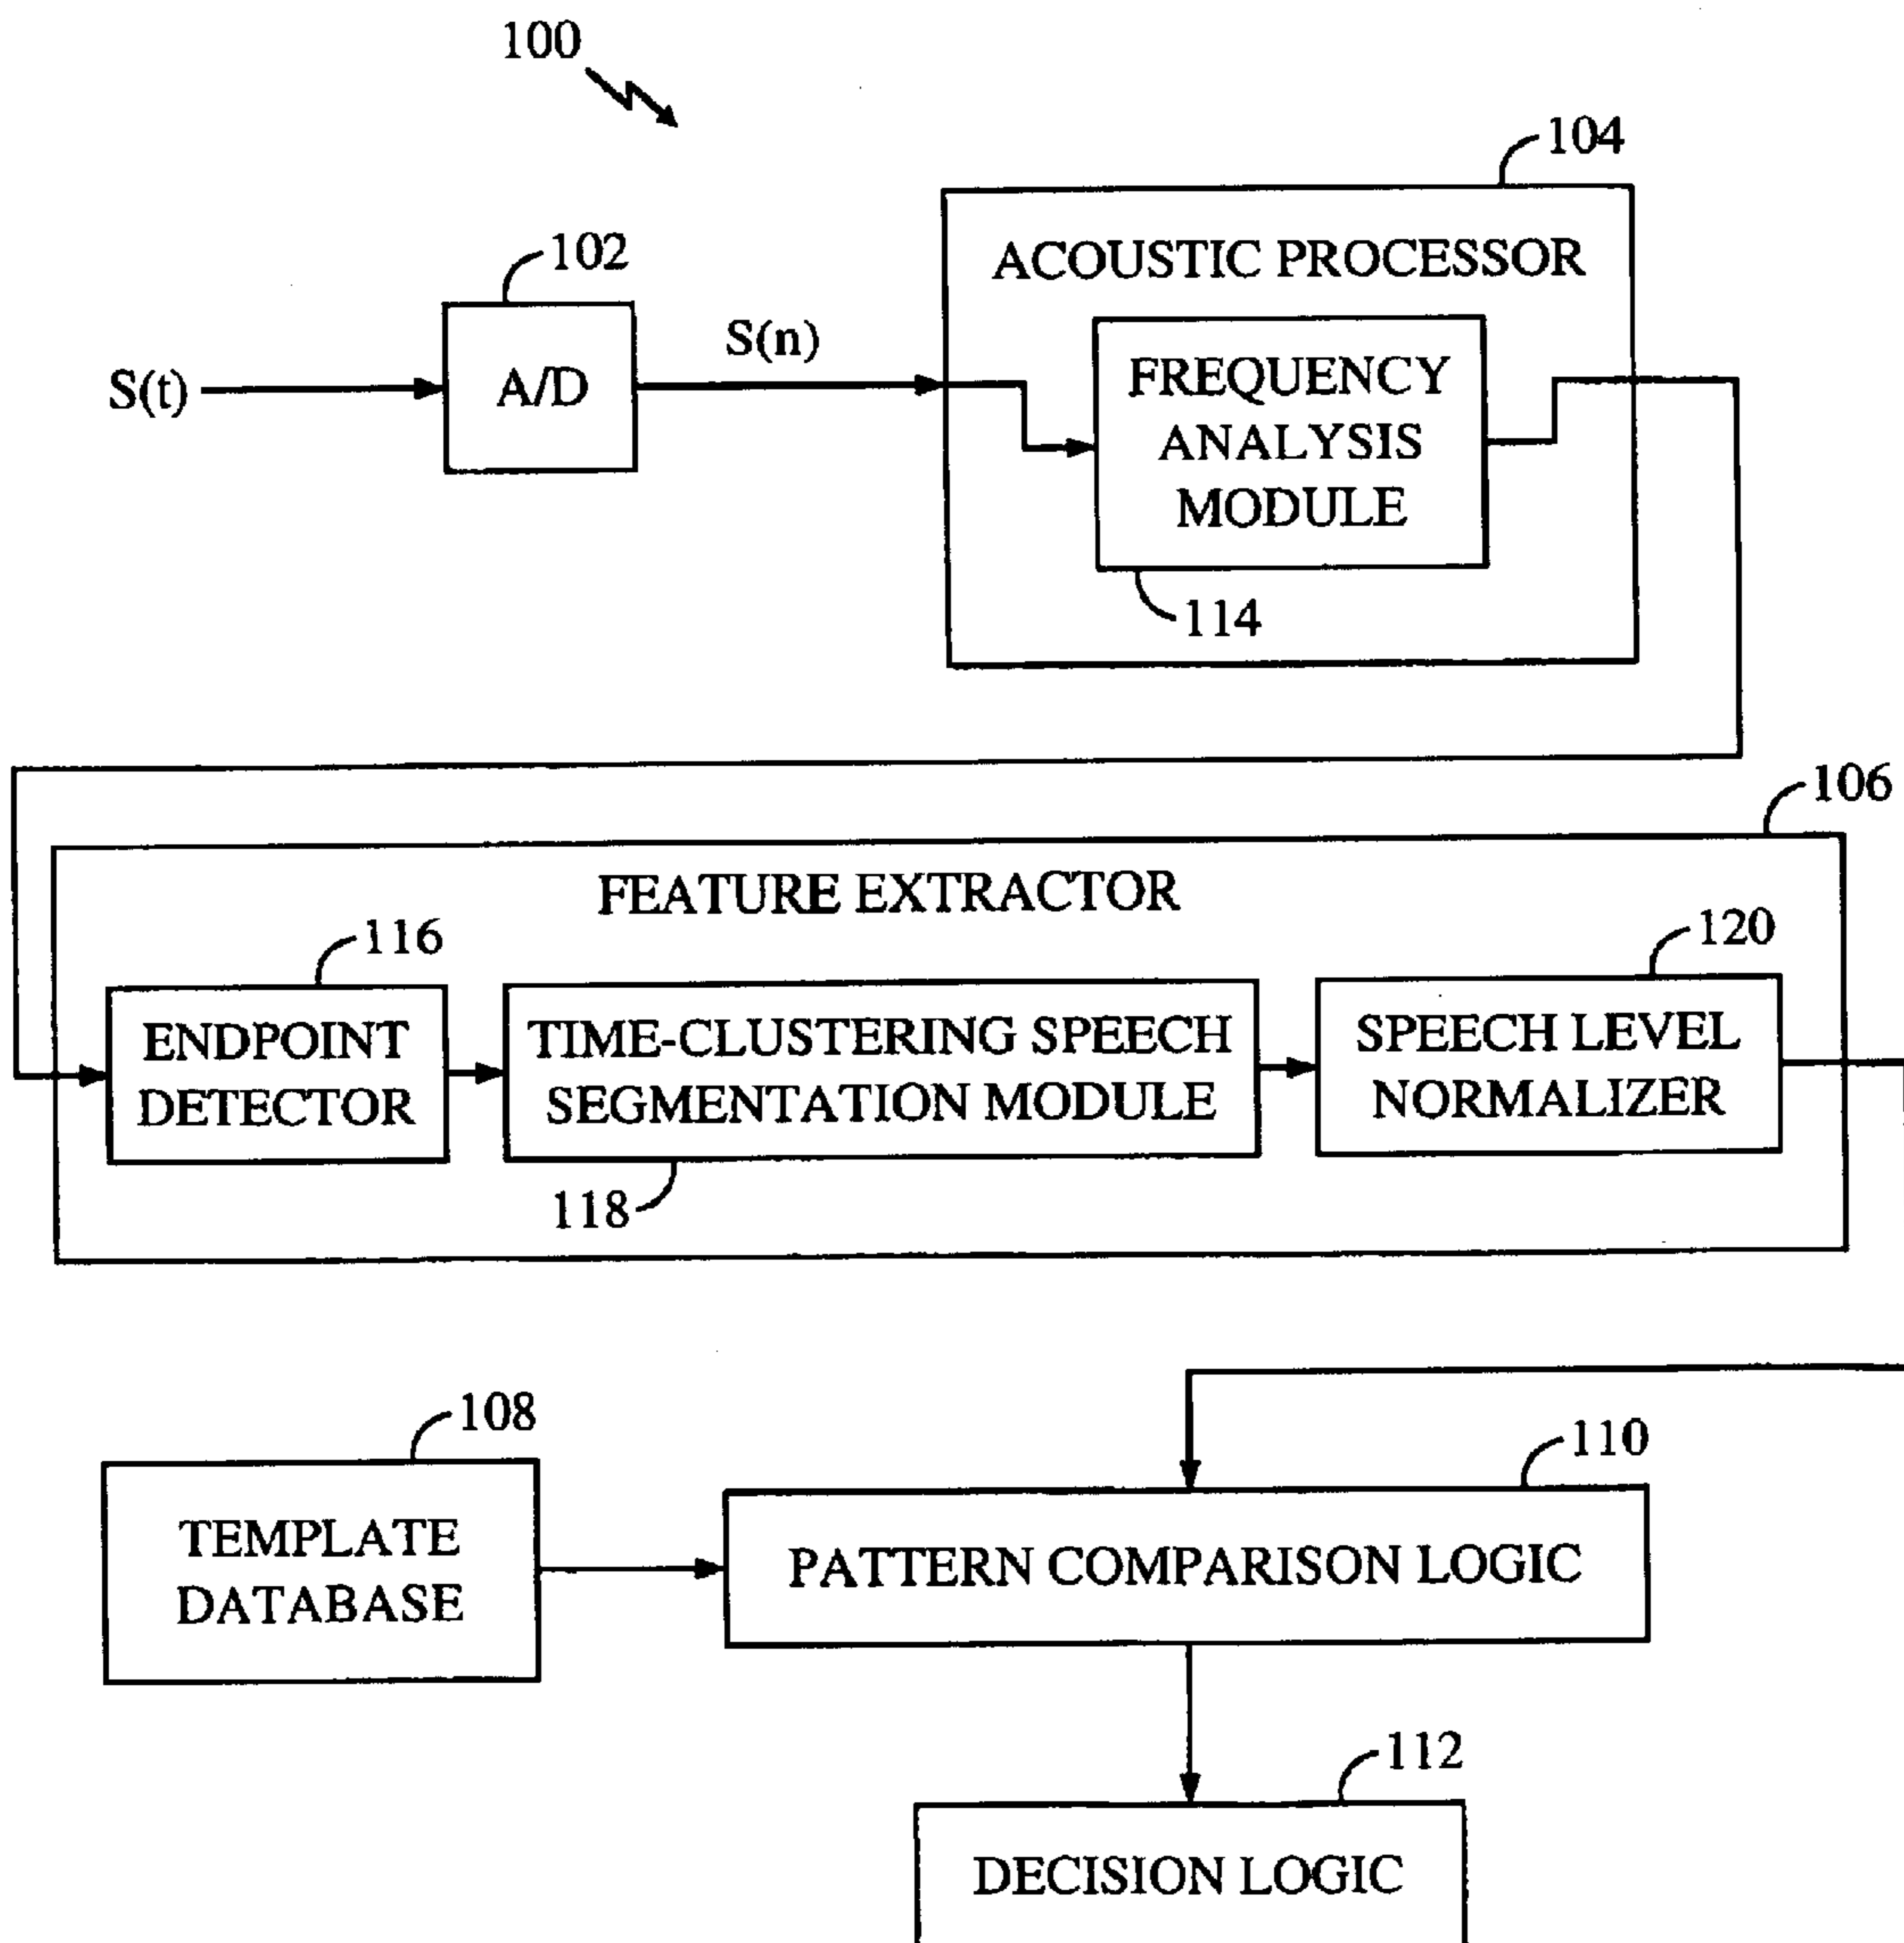 100
104
102
ACOUSTIC PROCESSOR
S(t)
A/D
S(n)
FREQUENCY
ANALYSIS
MODULE
114
106
FEATURE EXTRACTOR
116
120
ENDPOINT
DETECTOR
TIME-CLUSTERING SPEECH
SEGMENTATION MODULE
SPEECH LEVEL
NORMALIZER
118
108
110
TEMPLATE
DATABASE
PATTERN COMPARISON LOGIC
112
DECISION LOGIC